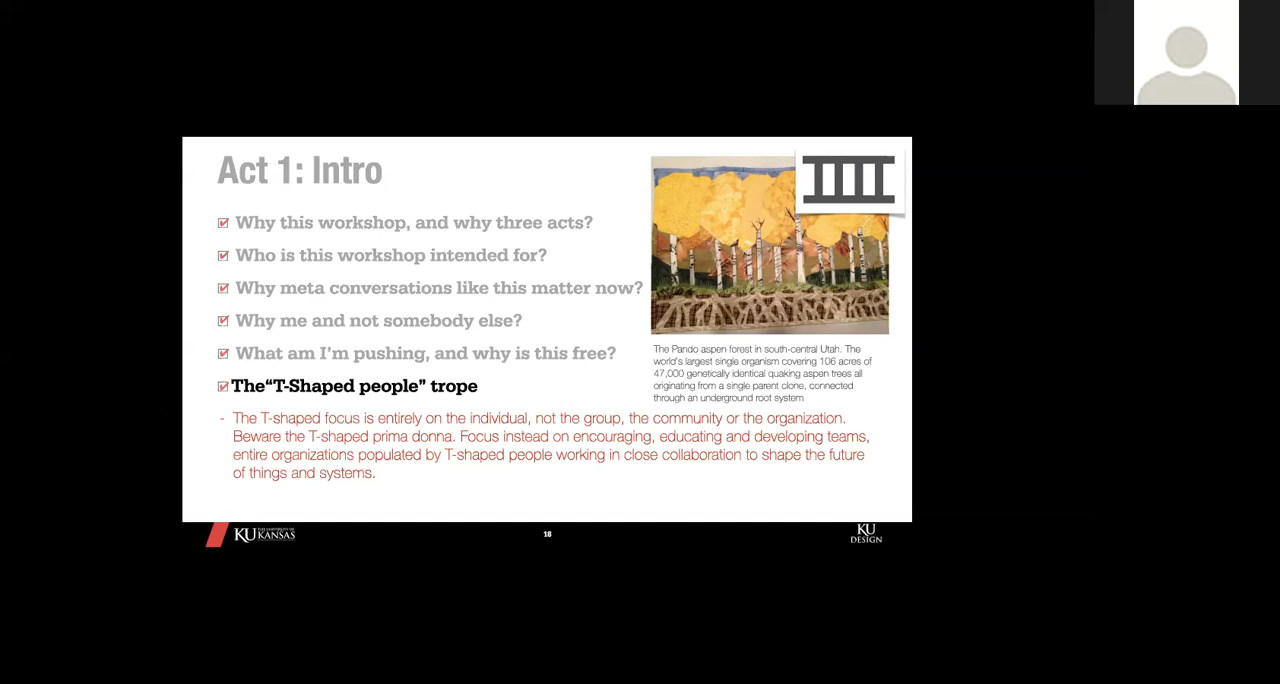 Act 1: Intro
Why this workshop, and why three acts?
Who is this workshop intended for?
Why meta conversations like this matter now?
Why me and not somebody else?
What am I'm pushing, and why is this free?
The“T-Shaped people” trope
- The T-shaped focus is entirely on the individual, not the group, the community or the organization.
Beware the T-shaped prima donna. Focus instead on encouraging, educating and developing teams,
entire organizations populated by T-shaped people working in close collaboration to shape the future
of things and systems.
The Pando aspen forest in south-central Utah. The
world's largest single organism covering 106 acres of
47,000 genetically identical quaking aspen trees all
originating from a single parent clone, connected
through an underground root system
KU THE UNIVERSITY OF
KANSAS
18
KU
DESIGN